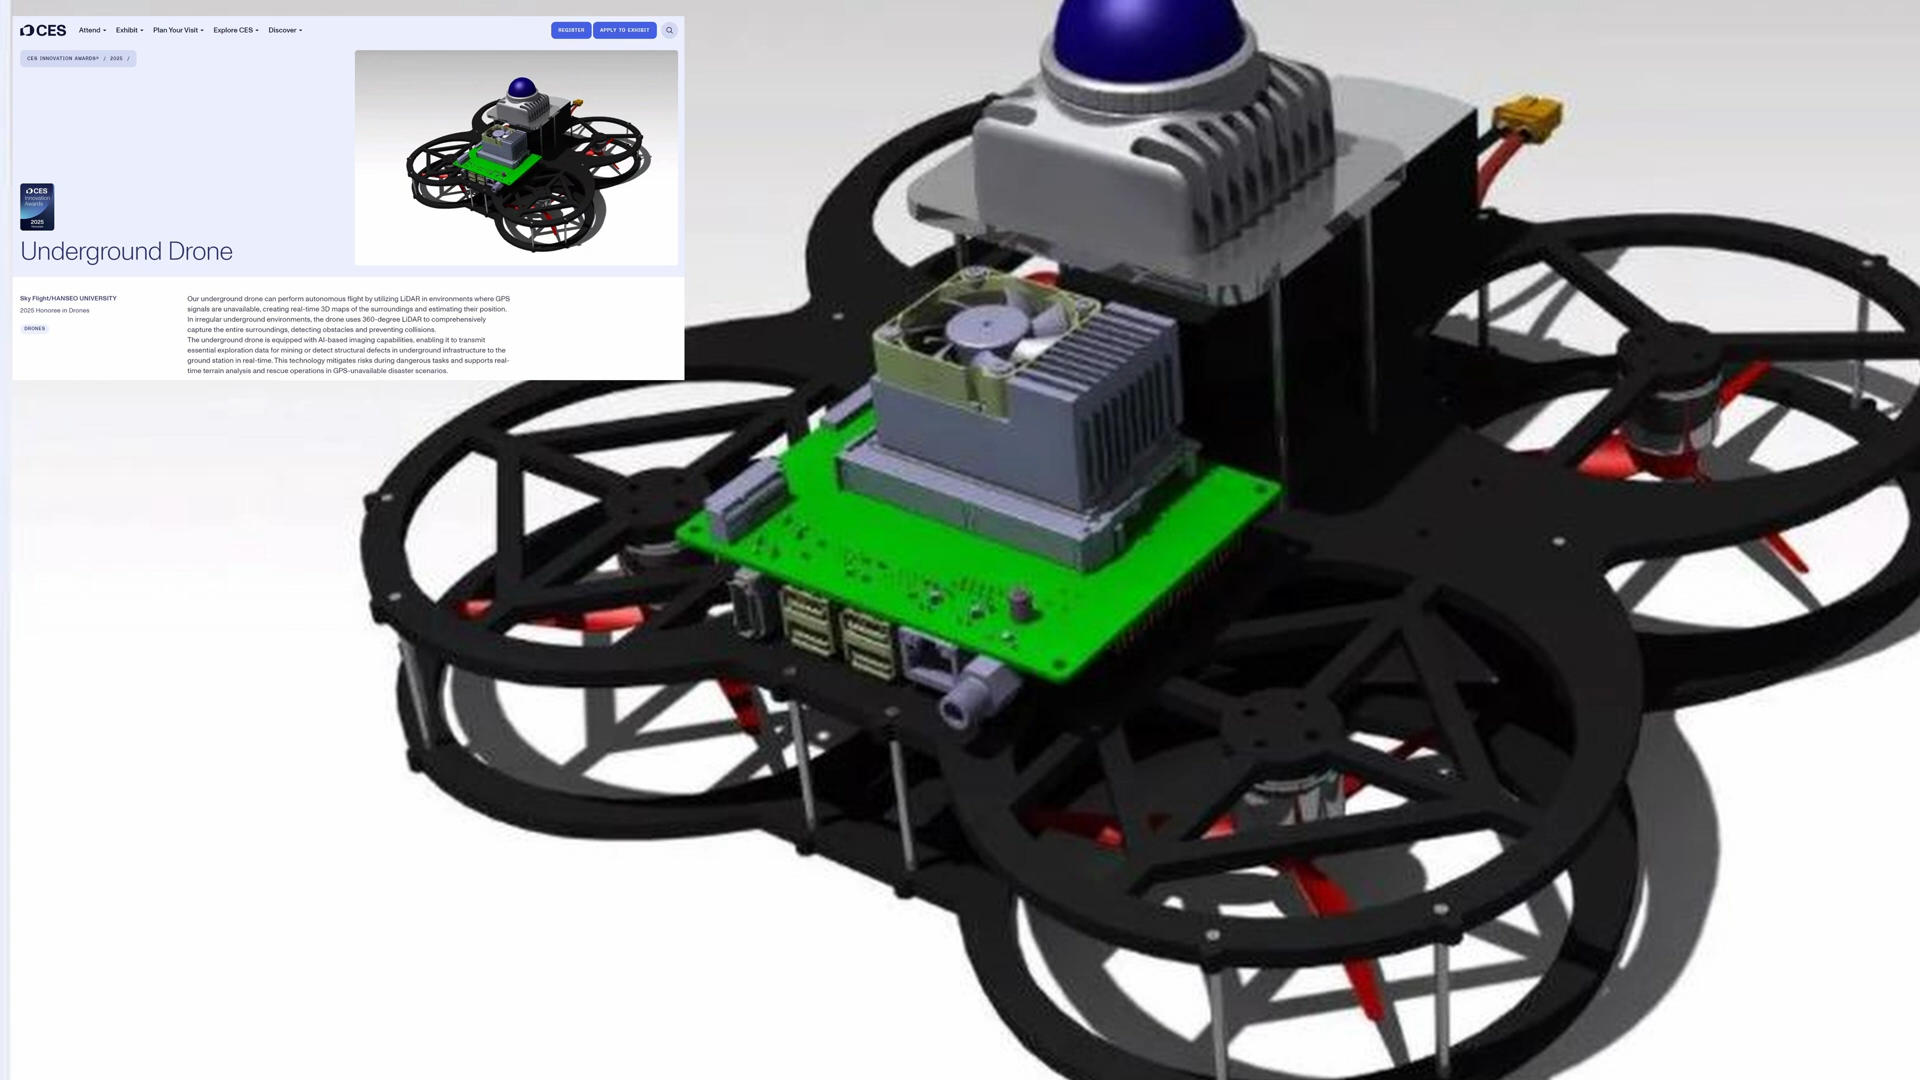 CES
Attend
Exhibit
Plan Your Visit
Explore CES
Discover
REGISTER
APPLY TO EXHIBIT
CES INNOVATION AWARDS® / 2025 /
CES
Innovation
Awards
2025
Honoree
Underground Drone
Sky Flight/HANSEO UNIVERSITY
2025 Honoree in Drones
DRONES
Our underground drone can perform autonomous flight by utilizing LiDAR in environments where GPS
signals are unavailable, creating real-time 3D maps of the surroundings and estimating their position.
In irregular underground environments, the drone uses 360-degree LiDAR to comprehensively
capture the entire surroundings, detecting obstacles and preventing collisions.
The underground drone is equipped with AI-based imaging capabilities, enabling it to transmit
essential exploration data for mining or detect structural defects in underground infrastructure to the
ground station in real-time. This technology mitigates risks during dangerous tasks and supports real-
time terrain analysis and rescue operations in GPS-unavailable disaster scenarios.